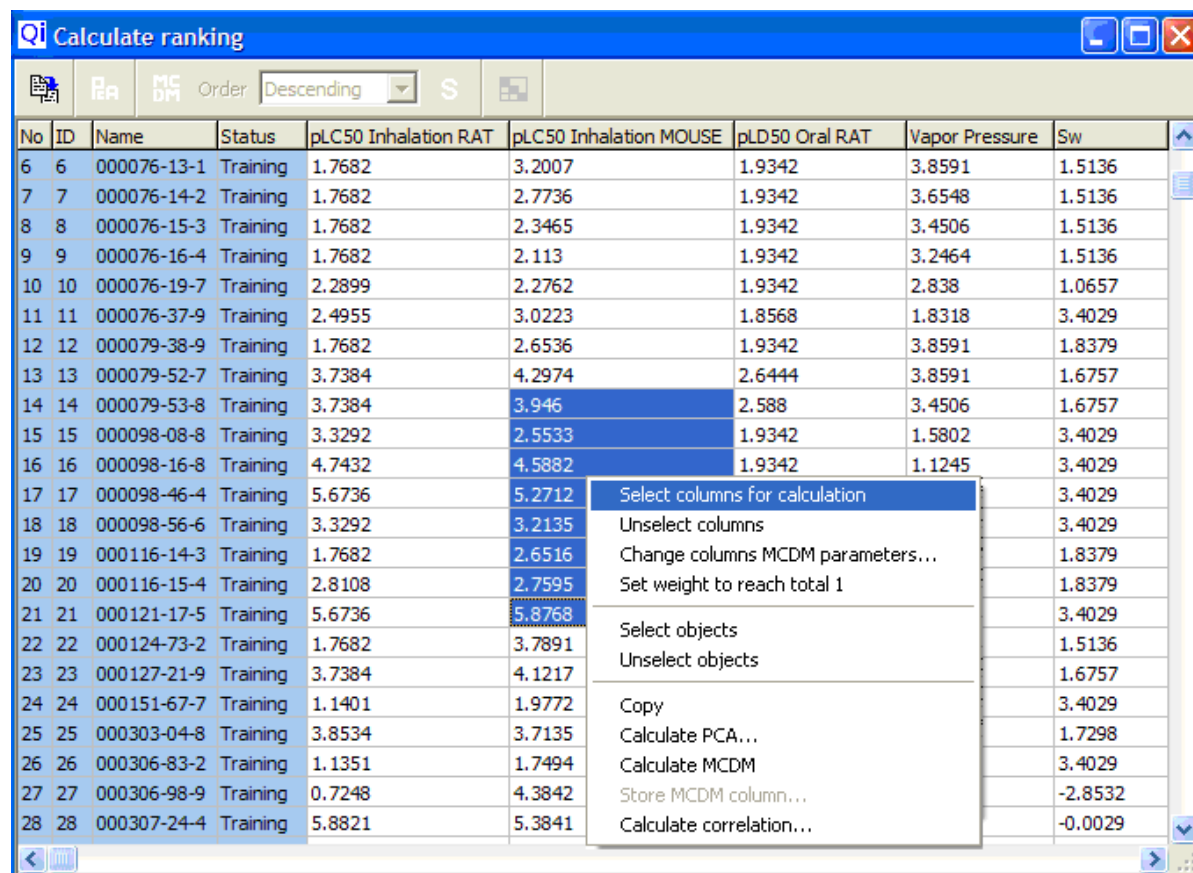 Qi Calculate ranking
PCA MCDM Order Descending S
No ID Name Status pLC50 Inhalation RAT pLC50 Inhalation MOUSE pLD50 Oral RAT Vapor Pressure Sw
6 6 000076-13-1 Training 1.7682 3.2007 1.9342 3.8591 1.5136
7 7 000076-14-2 Training 1.7682 2.7736 1.9342 3.6548 1.5136
8 8 000076-15-3 Training 1.7682 2.3465 1.9342 3.4506 1.5136
9 9 000076-16-4 Training 1.7682 2.113 1.9342 3.2464 1.5136
10 10 000076-19-7 Training 2.2899 2.2762 1.9342 2.838 1.0657
11 11 000076-37-9 Training 2.4955 3.0223 1.8568 1.8318 3.4029
12 12 000079-38-9 Training 1.7682 2.6536 1.9342 3.8591 1.8379
13 13 000079-52-7 Training 3.7384 4.2974 2.6444 3.8591 1.6757
14 14 000079-53-8 Training 3.7384 3.946 2.588 3.4506 1.6757
15 15 000098-08-8 Training 3.3292 2.5533 1.9342 1.5802 3.4029
16 16 000098-16-8 Training 4.7432 4.5882 1.9342 1.1245 3.4029
17 17 000098-46-4 Training 5.6736 5.2712 Select columns for calculation 3.4029
18 18 000098-56-6 Training 3.3292 3.2135 Unselect columns 3.4029
19 19 000116-14-3 Training 1.7682 2.6516 Change columns MCDM parameters... 1.8379
20 20 000116-15-4 Training 2.8108 2.7595 Set weight to reach total 1 1.8379
21 21 000121-17-5 Training 5.6736 5.8768 3.4029
Select objects
22 22 000124-73-2 Training 1.7682 3.7891 1.5136
Unselect objects
23 23 000127-21-9 Training 3.7384 4.1217 1.6757
24 24 000151-67-7 Training 1.1401 1.9772 Copy 3.4029
25 25 000303-04-8 Training 3.8534 3.7135 Calculate PCA... 1.7298
26 26 000306-83-2 Training 1.1351 1.7494 Calculate MCDM 3.4029
27 27 000306-98-9 Training 0.7248 4.3842 Store MCDM column... -2.8532
28 28 000307-24-4 Training 5.8821 5.3841 Calculate correlation... -0.0029